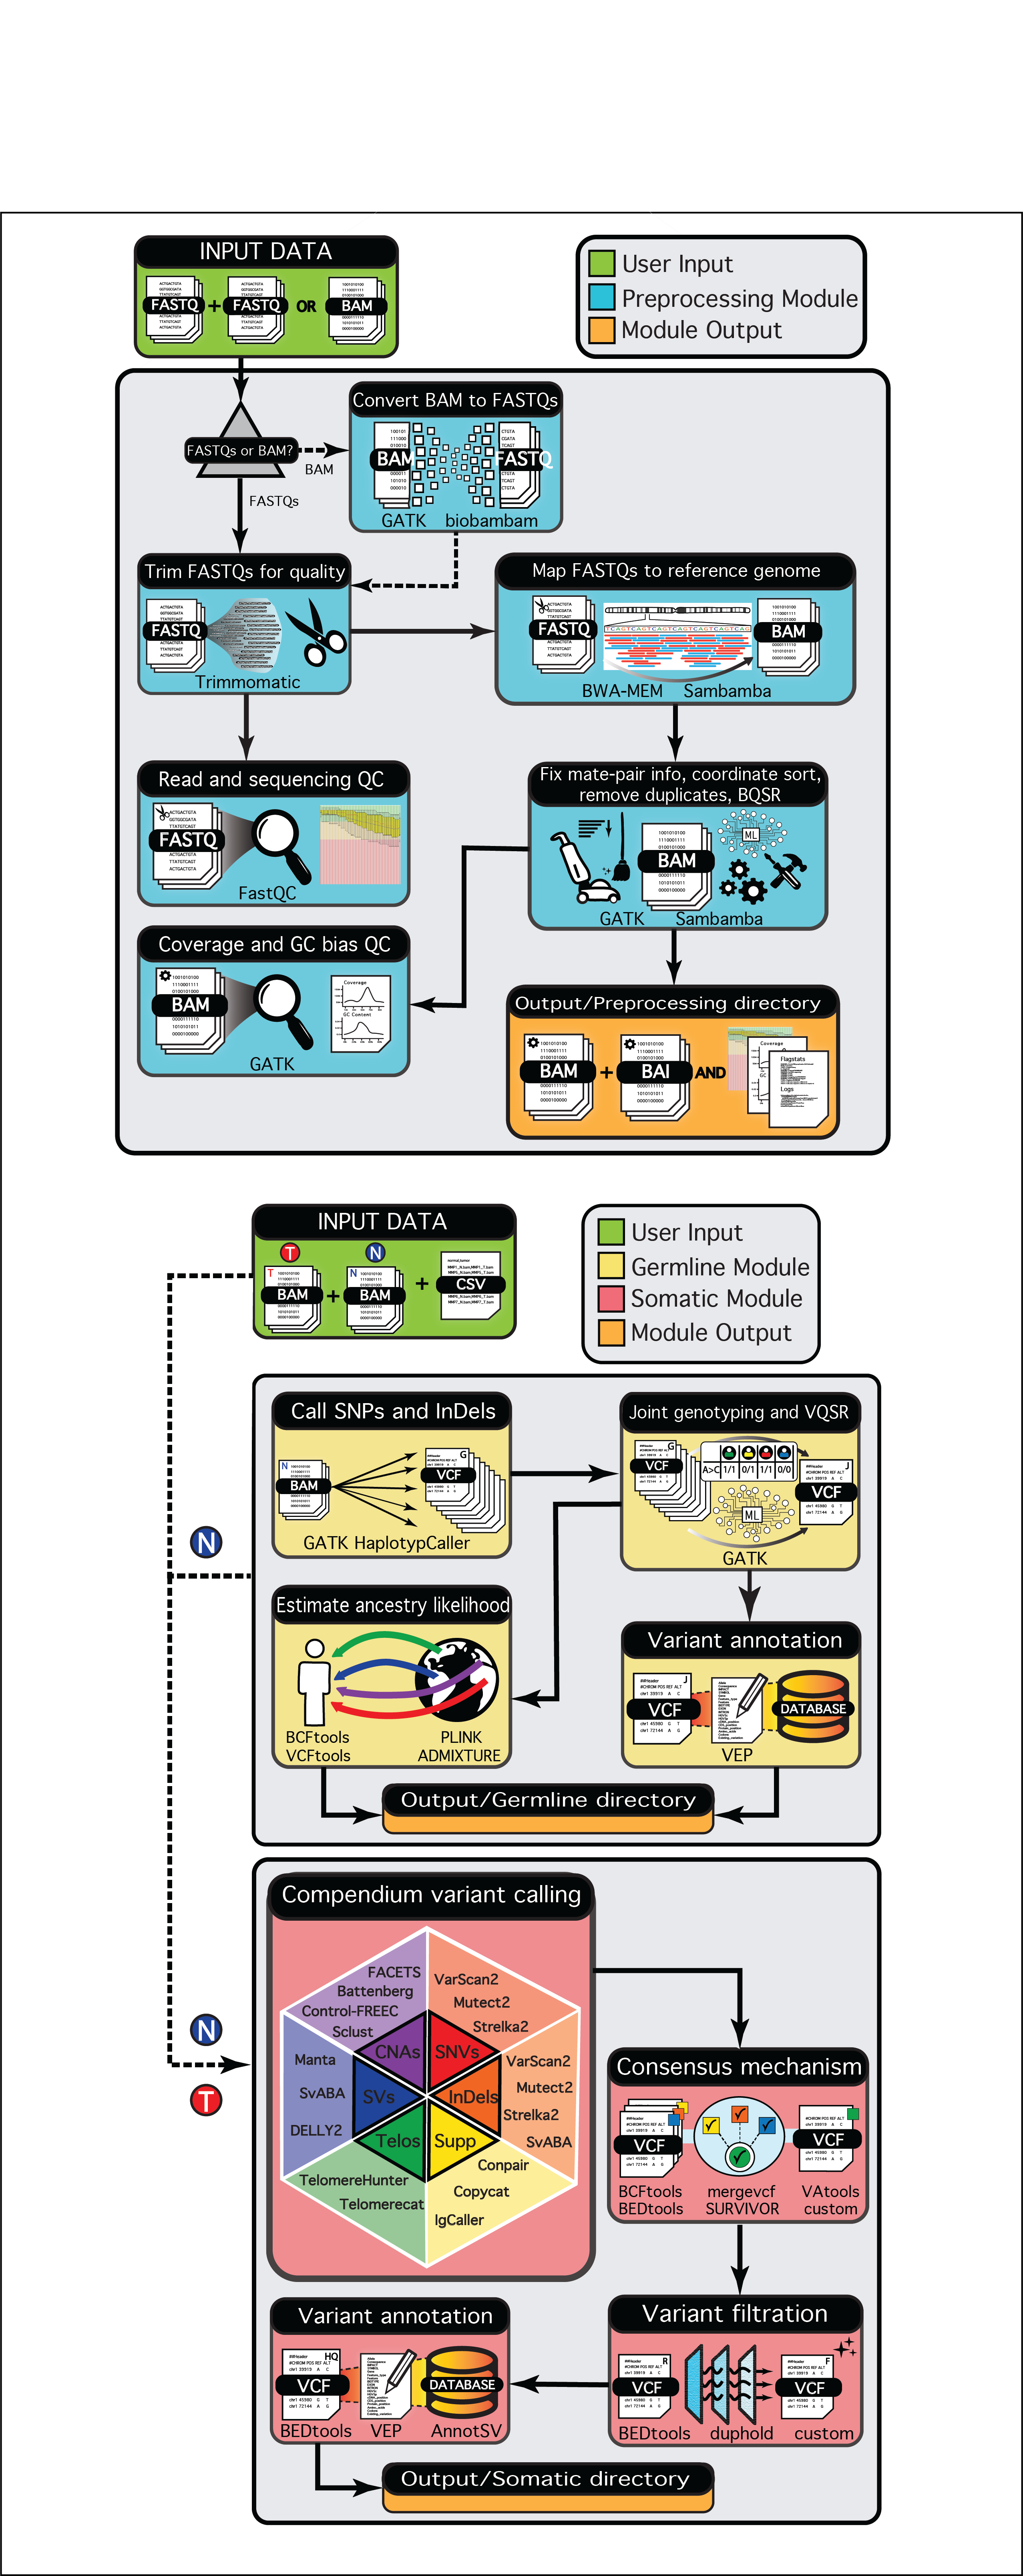 INPUT DATA
FASTQ + FASTQ OR BAM
User Input
Preprocessing Module
Module Output
FASTQs or BAM?
BAM
FASTQs
Convert BAM to FASTQs
BAM FASTQ
GATK biobambam
Trim FASTQs for quality
FASTQ
Trimmomatic
Map FASTQs to reference genome
FASTQ
TCAGTCAGTCAGTCAGTCAGTCAG
BAM
BWA-MEM Sambamba
Read and sequencing QC
FASTQ
FastQC
Fix mate-pair info, coordinate sort,
remove duplicates, BQSR
BAM
ML
GATK Sambamba
Coverage and GC bias QC
BAM
Coverage
GC Content
GATK
Output/Preprocessing directory
BAM + BAI AND
Coverage
Flagstats
Logs
INPUT DATA
T N
BAM + BAM + CSV
User Input
Germline Module
Somatic Module
Module Output
Call SNPs and InDels
N
BAM
G
VCF
GATK HaplotypCaller
Joint genotyping and VQSR
G
VCF
A>C 1/1 0/1 1/1 0/0
ML
J
VCF
GATK
N
Estimate ancestry likelihood
BCFtools PLINK
VCFtools ADMIXTURE
Variant annotation
J
VCF
DATABASE
VEP
Output/Germline directory
Compendium variant calling
FACETS
Battenberg
Control-FREEC
Sclust
CNAs
VarScan2
Mutect2
Strelka2
SNVs
Manta
SvABA
DELLY2
SVs
InDels
VarScan2
Mutect2
Strelka2
SvABA
Telos
TelomereHunter
Telomerecat
Supp
Conpair
Copycat
IgCaller
N
T
Consensus mechanism
VCF VCF
BCFtools mergevcf VAtools
BEDtools SURVIVOR custom
Variant filtration
R
VCF
F
VCF
BEDtools duphold custom
Variant annotation
HQ
VCF
DATABASE
BEDtools VEP AnnotSV
Output/Somatic directory